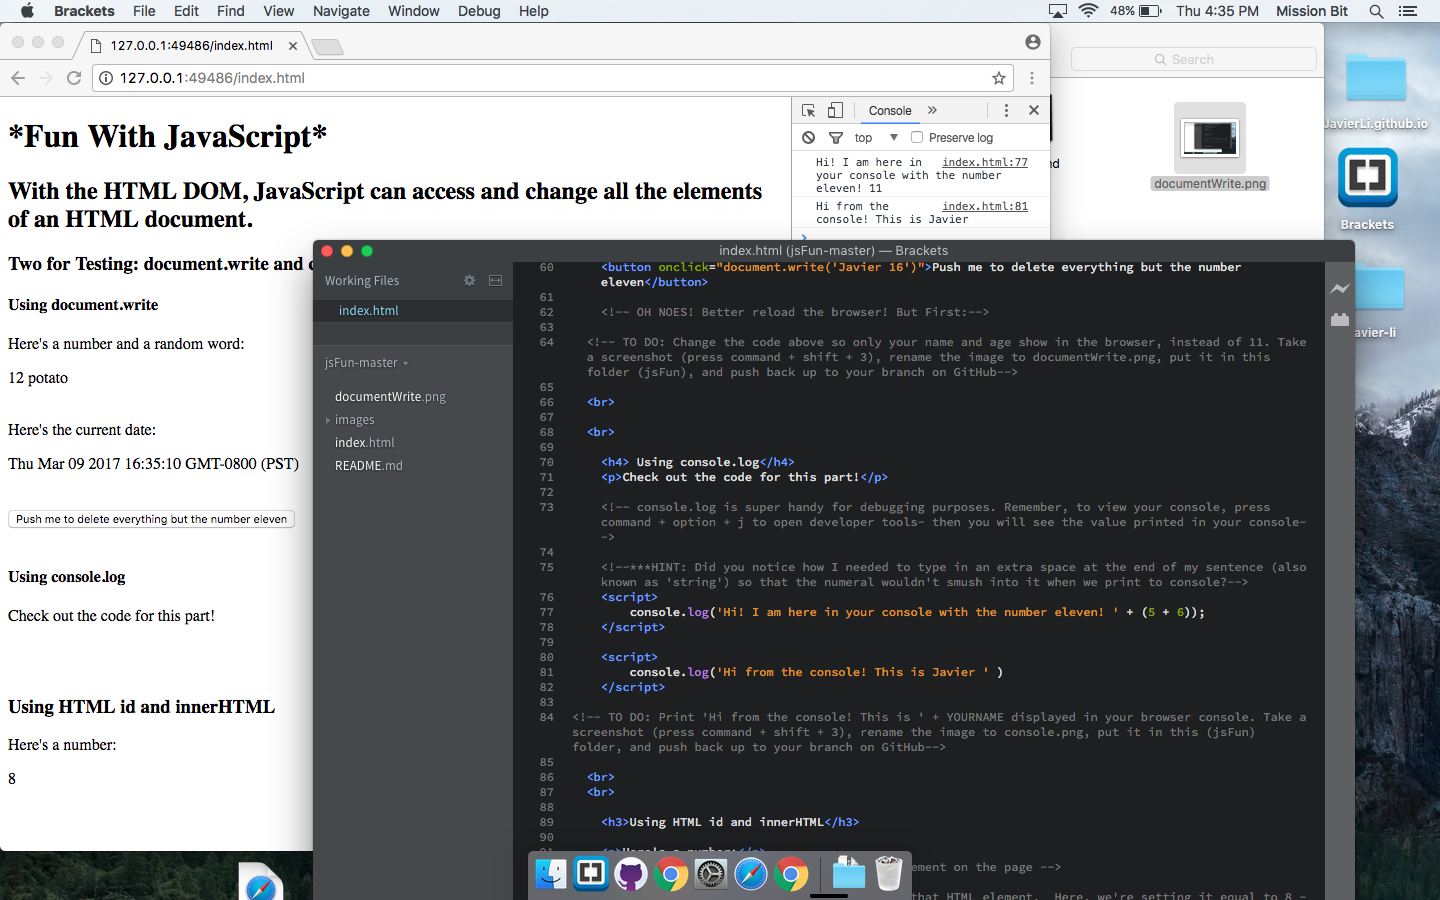 Brackets File Edit Find View Navigate Window Debug Help 48% Thu 4:35 PM Mission Bit
127.0.0.1:49486/index.html
127.0.0.1:49486/index.html
Search
*Fun With JavaScript*
With the HTML DOM, JavaScript can access and change all the elements
of an HTML document.
Two for Testing: document.write and
Using document.write
Here's a number and a random word:
12 potato
Here's the current date:
Thu Mar 09 2017 16:35:10 GMT-0800 (PST)
Push me to delete everything but the number eleven
Using console.log
Check out the code for this part!
Using HTML id and innerHTML
Here's a number:
8
Console »
top Preserve log
Hi! I am here in index.html:77
your console with the number
eleven! 11
Hi from the index.html:81
console! This is Javier
documentWrite.png
JavierLi.github.io
Brackets
avier-li
index.html (jsFun-master) — Brackets
Working Files
index.html
jsFun-master
documentWrite.png
images
index.html
README.md
60 <button onclick="document.write('Javier 16')">Push me to delete everything but the number
eleven</button>
61
62 <!-- OH NOES! Better reload the browser! But First:-->
63
64 <!-- TO DO: Change the code above so only your name and age show in the browser, instead of 11. Take
a screenshot (press command + shift + 3), rename the image to documentWrite.png, put it in this
folder (jsFun), and push back up to your branch on GitHub-->
65
66 <br>
67
68 <br>
69
70 <h4> Using console.log</h4>
71 <p>Check out the code for this part!</p>
72
73 <!-- console.log is super handy for debugging purposes. Remember, to view your console, press
command + option + j to open developer tools- then you will see the value printed in your console-
->
74
75 <!--***HINT: Did you notice how I needed to type in an extra space at the end of my sentence (also
known as 'string') so that the numeral wouldn't smush into it when we print to console?-->
76 <script>
77 console.log('Hi! I am here in your console with the number eleven! ' + (5 + 6));
78 </script>
79
80 <script>
81 console.log('Hi from the console! This is Javier ' )
82 </script>
83
84 <!-- TO DO: Print 'Hi from the console! This is ' + YOURNAME displayed in your browser console. Take a
screenshot (press command + shift + 3), rename the image to console.png, put it in this (jsFun)
folder, and push back up to your branch on GitHub-->
85
86 <br>
87 <br>
88
89 <h3>Using HTML id and innerHTML</h3>
90
ement on the page -->
that HTML element. Here, we're setting it equal to 8 -